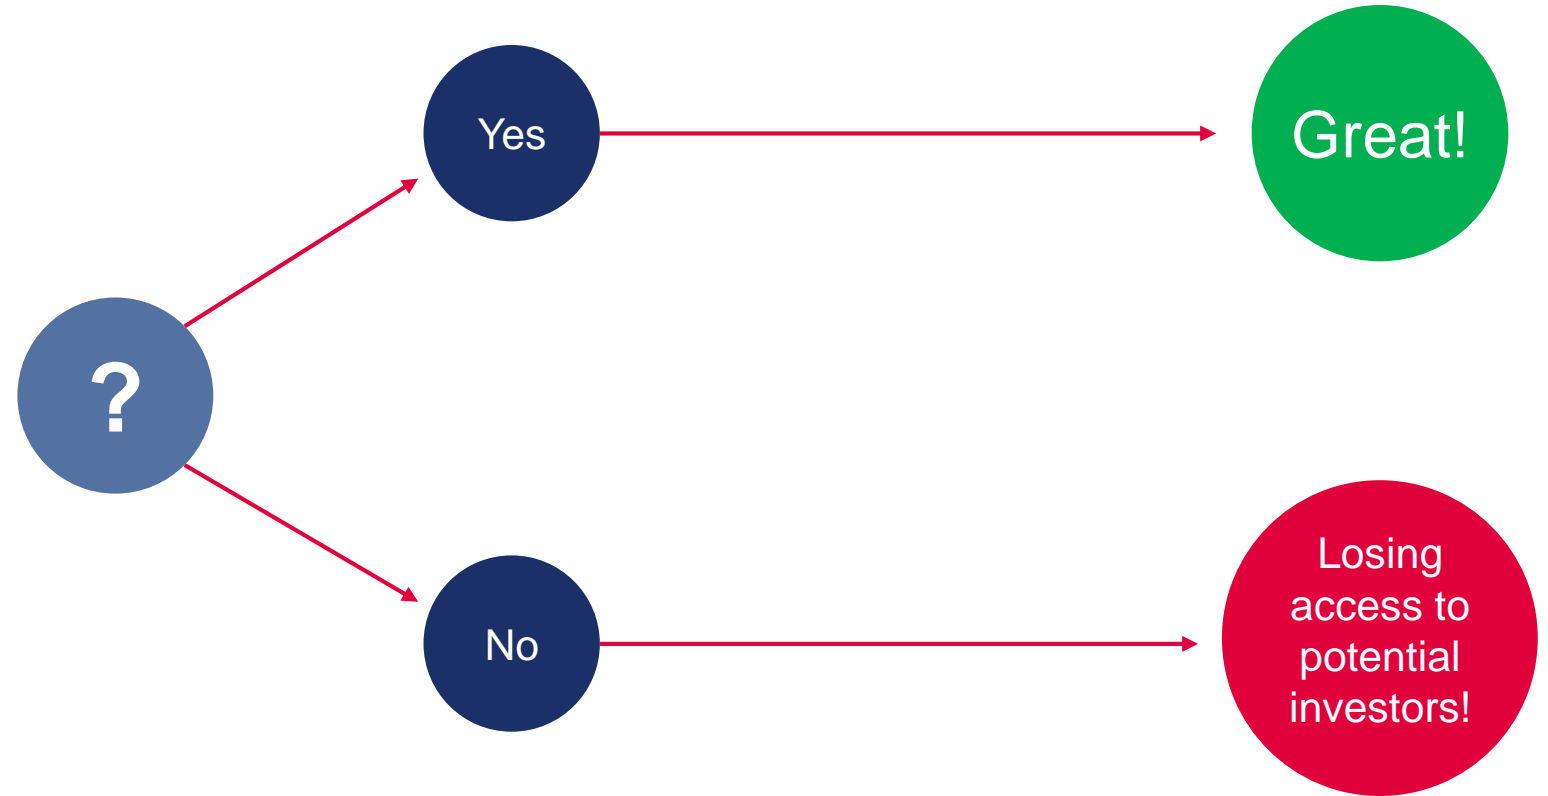 Yes
Great!
?
No
Losing
access to
potential
investors!